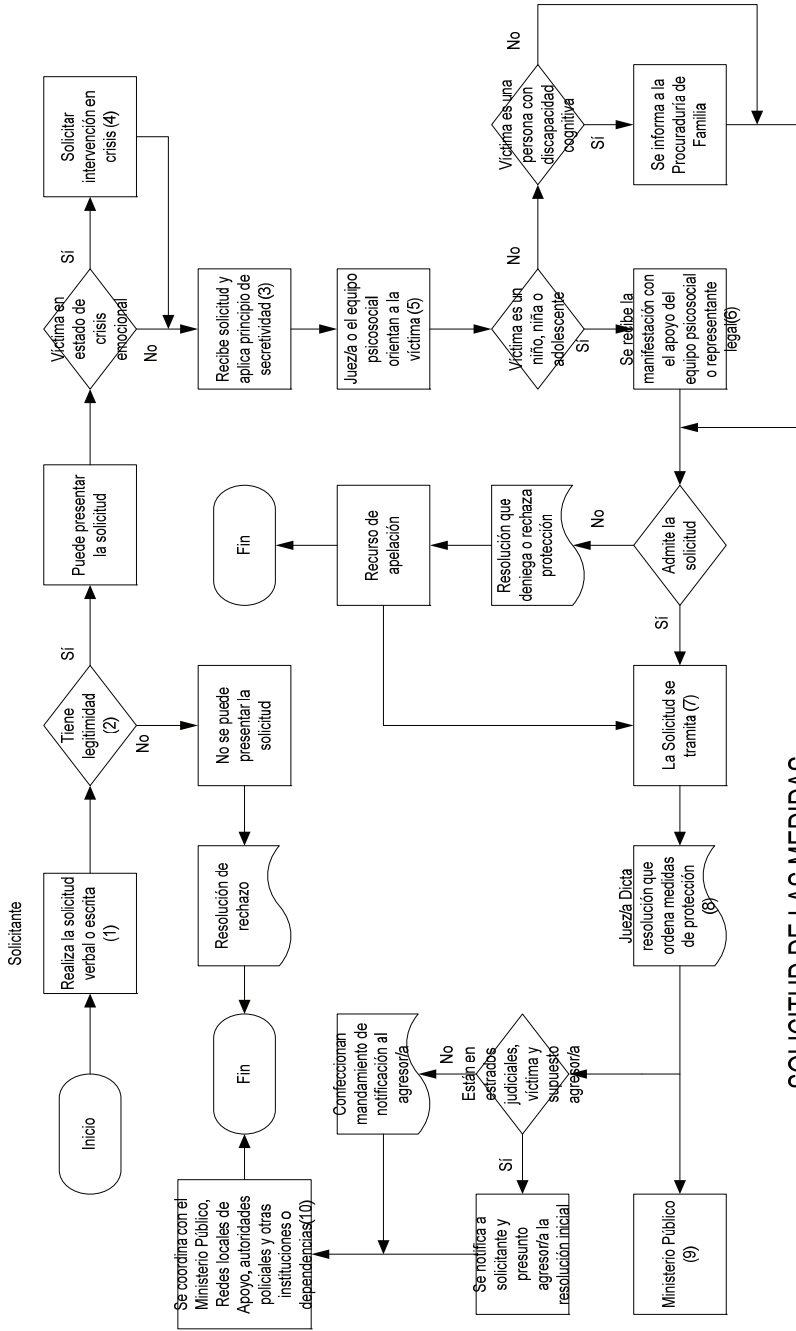 Solicitante
Inicio
Realiza la solicitud
verbal o escrita
(1)
Tiene
legitimidad
(2)
Sí
No
Puede presentar
la solicitud
Víctima en
estado de
crisis
emocional
Sí
No
Solicitar
intervención en
crisis (4)
No se puede
presentar la
solicitud
Resolución de
rechazo
Fin
Recibe solicitud y
aplica principio de
secretividad (3)
Juez/a o el equipo
psicosocial
orientan a la
víctima (5)
Víctima es un
niño, niña o
adolescente
No
Sí
Víctima es una
persona con
discapacidad
cognitiva
No
Sí
Se informa a la
Procuraduría de
Familia
Se recibe la
manifestación con
el apoyo del
equipo psicosocial
o representante
legal(6)
Admite la
solicitud
No
Sí
Resolución que
deniega o rechaza
protección
Recurso de
apelación
Fin
La Solicitud se
tramita (7)
Juez/a Dicta
resolución que
ordena medidas
de protección
(8)
Ministerio Público
(9)
Están en
estrados
judiciales,
víctima y
supuesto
agresor/a
No
Sí
Confeccionan
mandamiento de
notificación al
agresor/a
Se notifica a
solicitante y
presunto
agresor/a la
resolución inicial
Se coordina con el
Ministerio Público,
Redes locales de
Apoyo, autoridades
policiales y otras
instituciones o
dependencias(10)
SOLICITUD DE LAS MEDIDAS